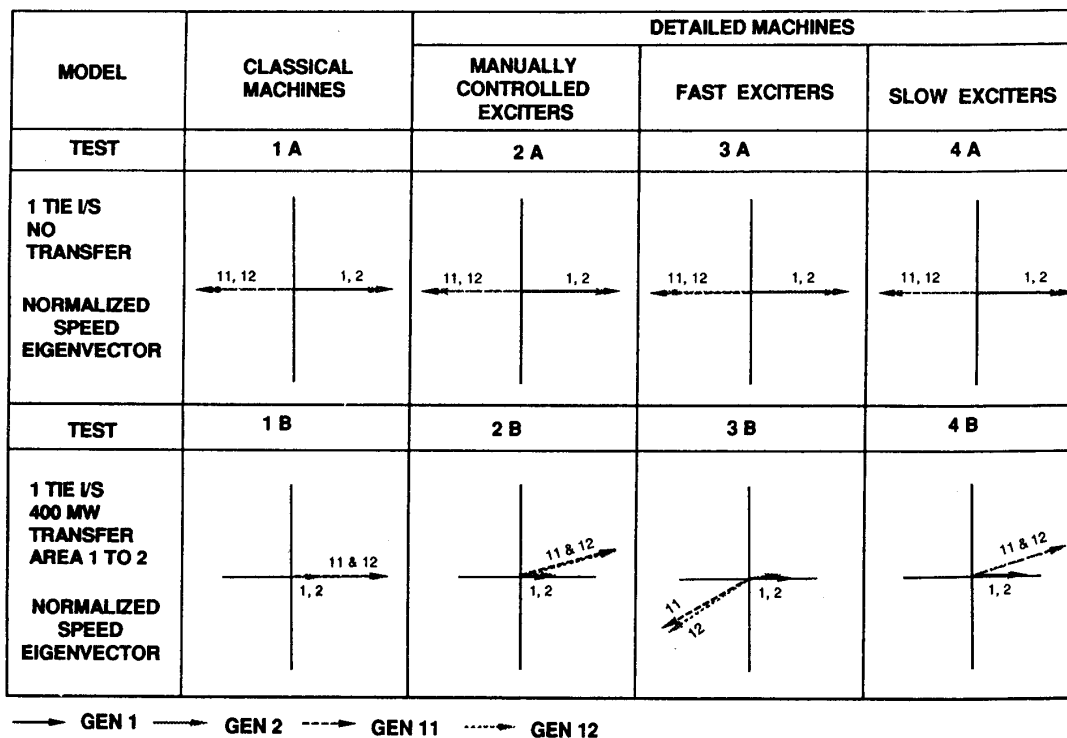 DETAILED MACHINES
MODEL
CLASSICAL
MACHINES
MANUALLY
CONTROLLED
EXCITERS
FAST EXCITERS
SLOW EXCITERS
TEST
1 A
2 A
3 A
4 A
1 TIE I/S
NO
TRANSFER
NORMALIZED
SPEED
EIGENVECTOR
11, 12
1, 2
11, 12
1, 2
11, 12
1, 2
11, 12
1, 2
TEST
1 B
2 B
3 B
4 B
1 TIE I/S
400 MW
TRANSFER
AREA 1 TO 2
NORMALIZED
SPEED
EIGENVECTOR
11 & 12
1, 2
11 & 12
1, 2
11
12
1, 2
11 & 12
1, 2
GEN 1
GEN 2
GEN 11
GEN 12